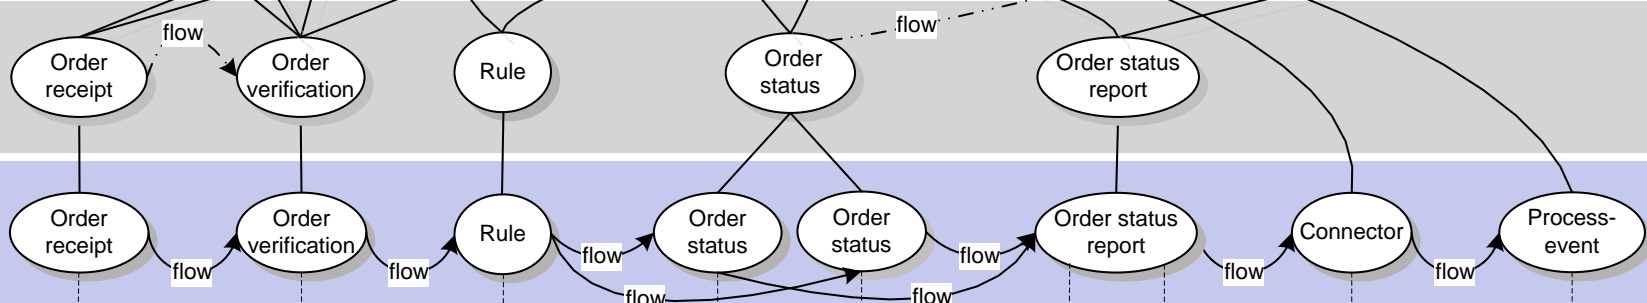 flow
flow
Order
receipt
Order
verification
Rule
Order
status
Order status
report
Order
receipt
Order
verification
Rule
Order
status
Order
status
Order status
report
Connector
Process-
event
flow
flow
flow
flow
flow
flow
flow
flow